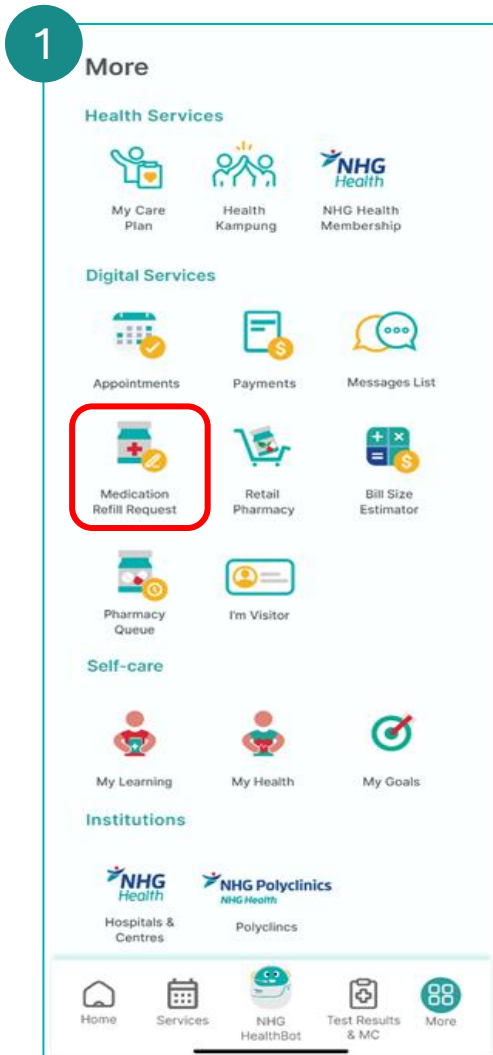 1
More
Health Services
My Care
Plan
Health
Kampung
NHG
Health
NHG Health
Membership
Digital Services
Appointments
$
Payments
Messages List
Medication
Refill Request
Retail
Pharmacy
$
Bill Size
Estimator
Pharmacy
Queue
I'm Visitor
Self-care
My Learning
My Health
My Goals
Institutions
NHG
Health
Hospitals &
Centres
NHG Polyclinics
NHG Health
Polyclincs
Home
Services
NHG
HealthBot
Test Results
& MC
More